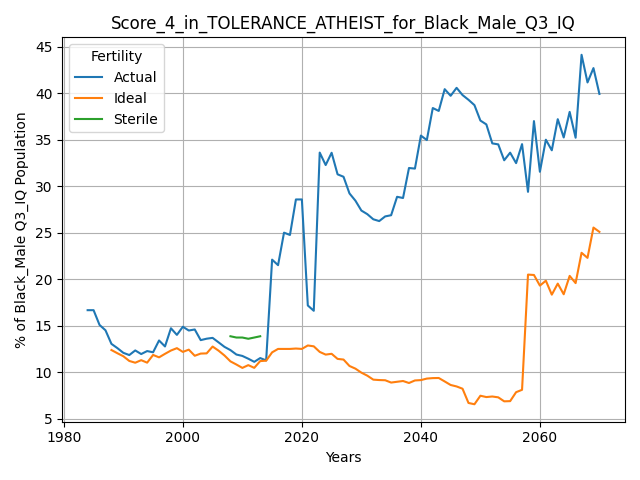 Score_4_in_TOLERANCE_ATHEIST_for_Black_Male_Q3_IQ
Fertility
Actual
Ideal
Sterile
% of Black_Male Q3_IQ Population
45
40
35
30
25
20
15
10
5
1980
2000
2020
2040
2060
Years